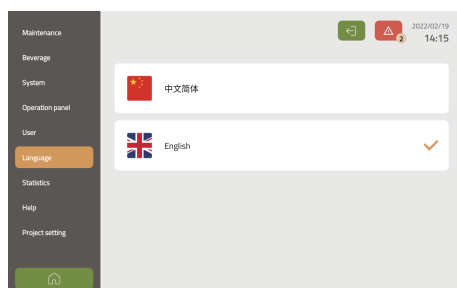 Maintenance
Beverage
System
Operation panel
User
Language
Statistics
Help
Project setting
2
2022/02/19
14:15
中文简体
English